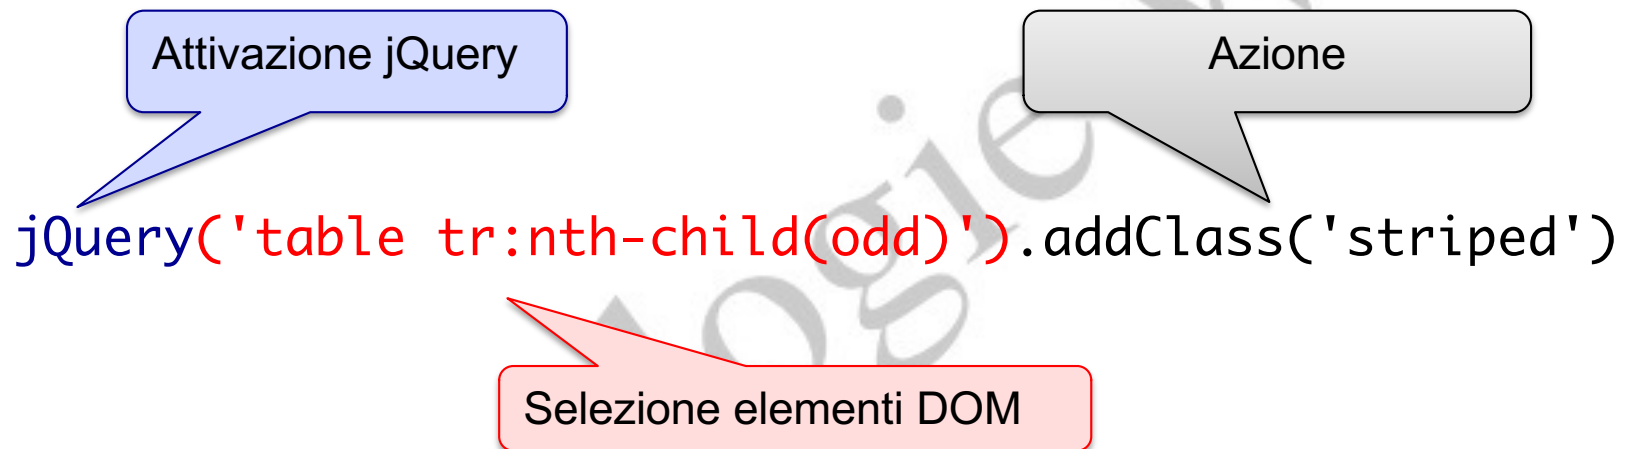 Attivazione jQuery
Azione
jQuery('table tr:nth-child(odd)').addClass('striped')
Selezione elementi DOM